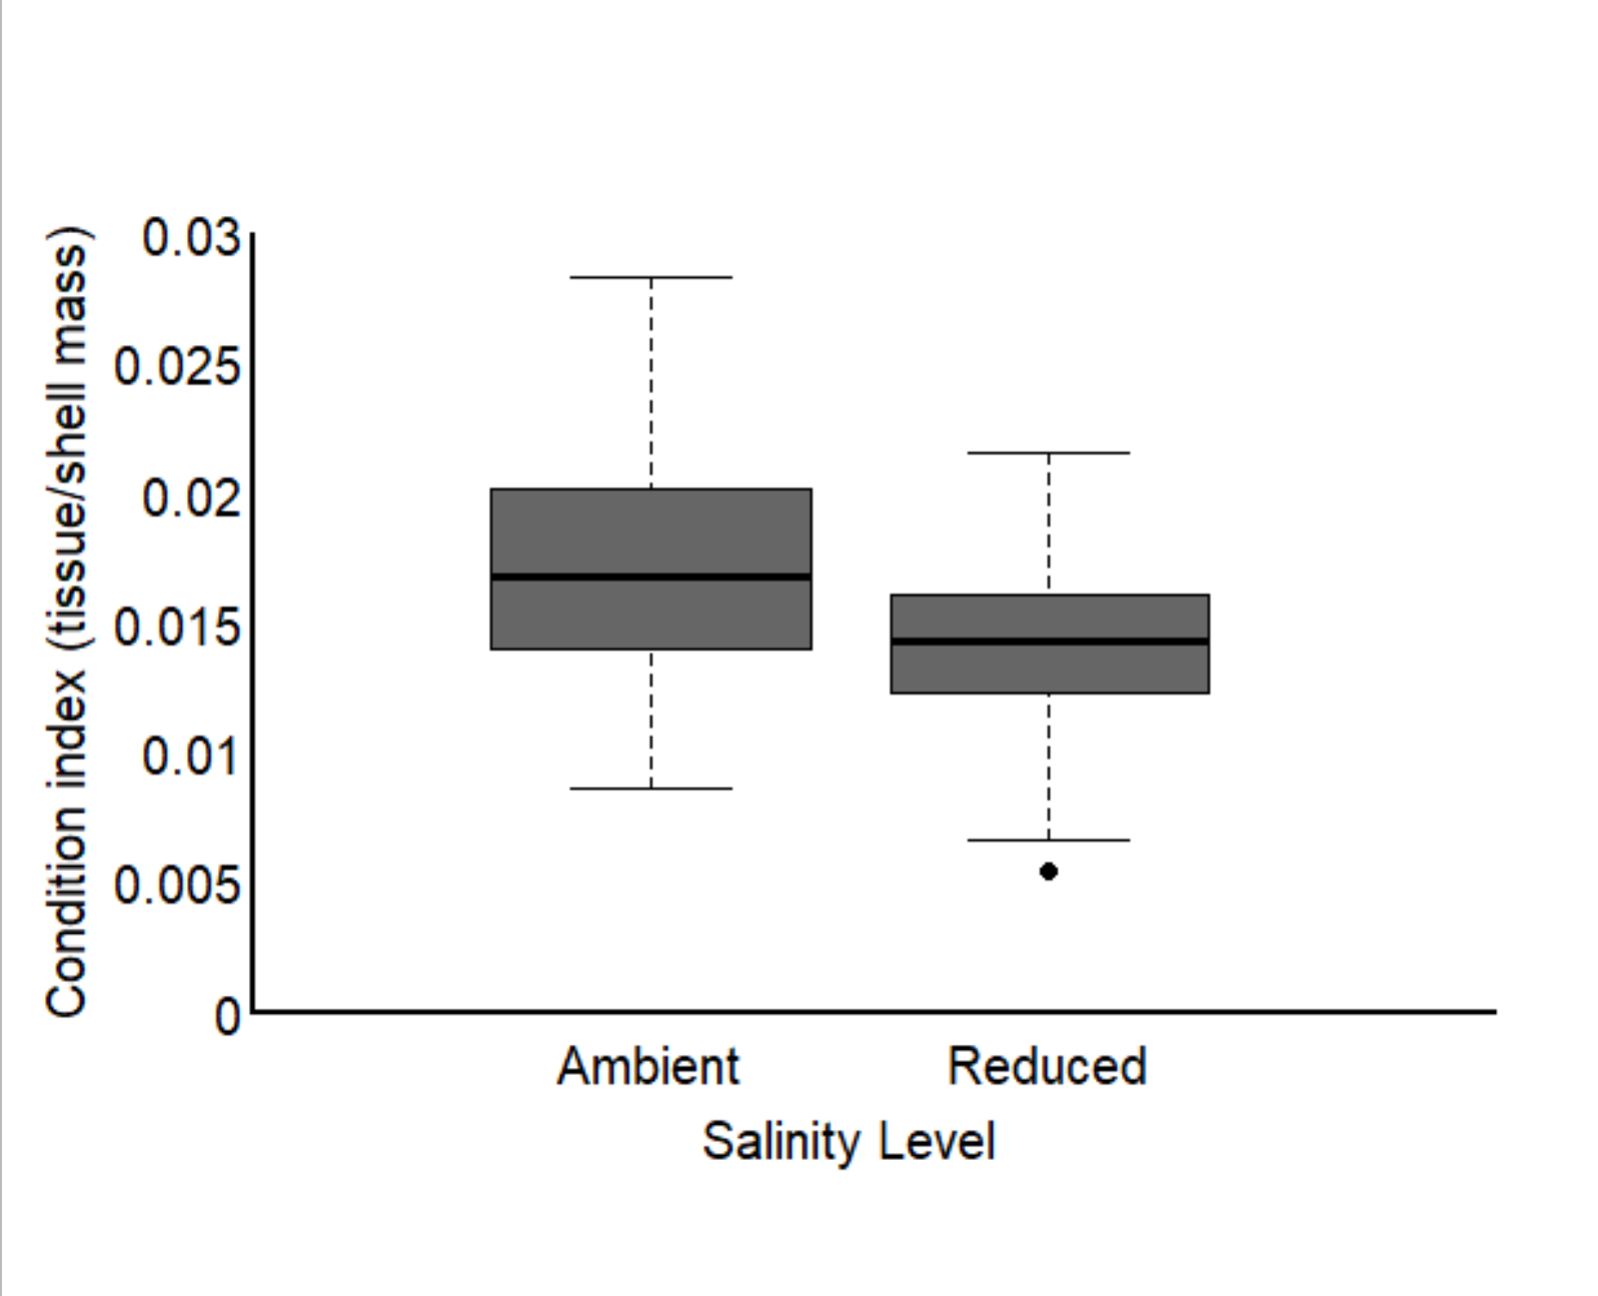 Condition index (tissue/shell mass)
0.03
0.025
0.02
0.015
0.01
0.005
0
Ambient Reduced
Salinity Level